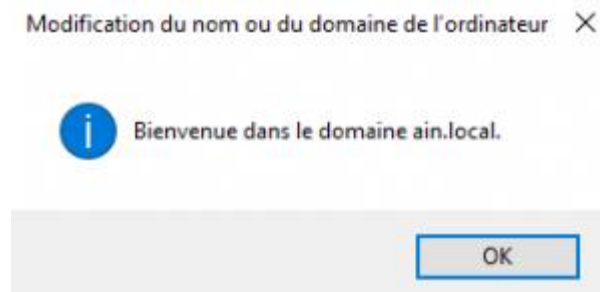 Modification du nom ou du domaine de l'ordinateur
Bienvenue dans le domaine ain.local.
OK